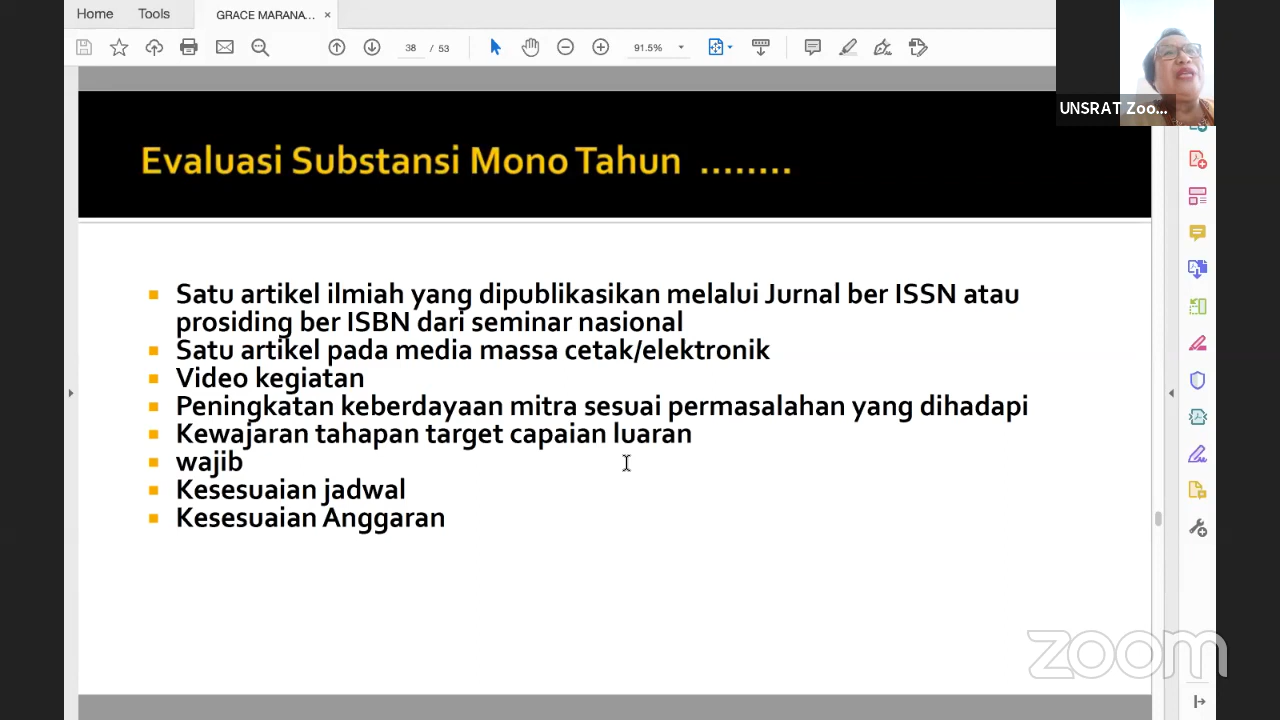 Home Tools GRACE MARANA... ×
38 / 53 91.5%
UNSRAT Zoo...
Evaluasi Substansi Mono Tahun ........
Satu artikel ilmiah yang dipublikasikan melalui Jurnal ber ISSN atau
prosiding ber ISBN dari seminar nasional
Satu artikel pada media massa cetak/elektronik
Video kegiatan
Peningkatan keberdayaan mitra sesuai permasalahan yang dihadapi
Kewajaran tahapan target capaian luaran
wajib
Kesesuaian jadwal
Kesesuaian Anggaran
zoom